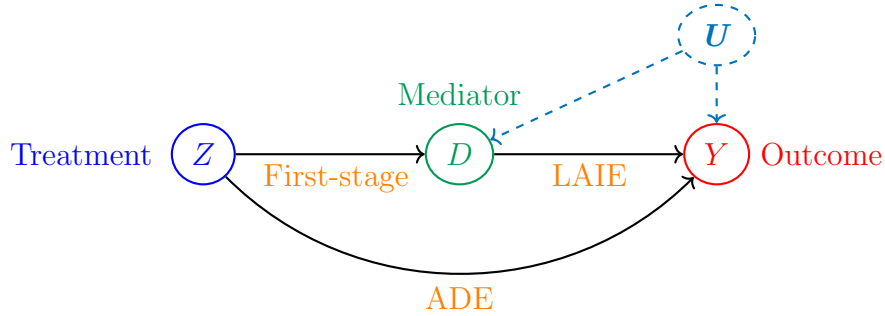 U
Mediator
Treatment Z D Y Outcome
First-stage LAIE
ADE